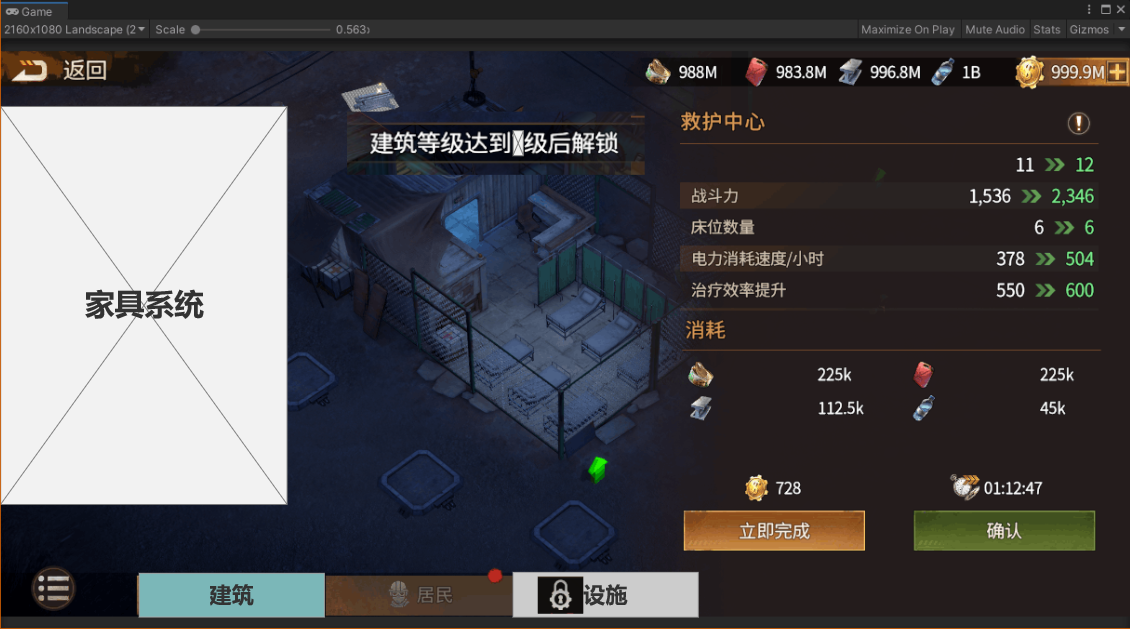 Game
2160x1080 Landscape (2
Scale
0.563x
Maximize On Play
Mute Audio
Stats
Gizmos
返回
988M
983.8M
996.8M
1B
999.9M
建筑等级达到 级后解锁
救护中心
11 12
战斗力 1,536 2,346
床位数量 6 6
电力消耗速度/小时 378 504
治疗效率提升 550 600
消耗
225k 225k
112.5k 45k
728 01:12:47
立即完成 确认
家具系统
建筑 居民 设施